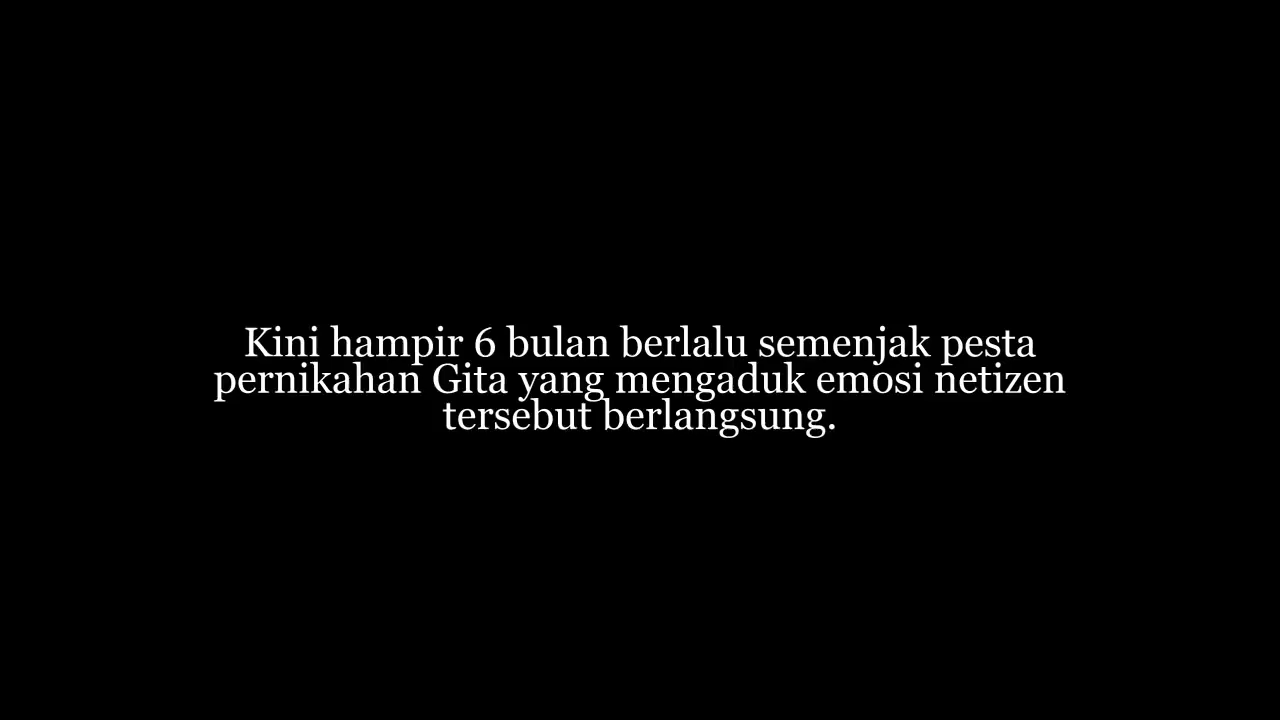 Kini hampir 6 bulan berlalu semenjak pesta
pernikahan Gita yang mengaduk emosi netizen
tersebut berlangsung.